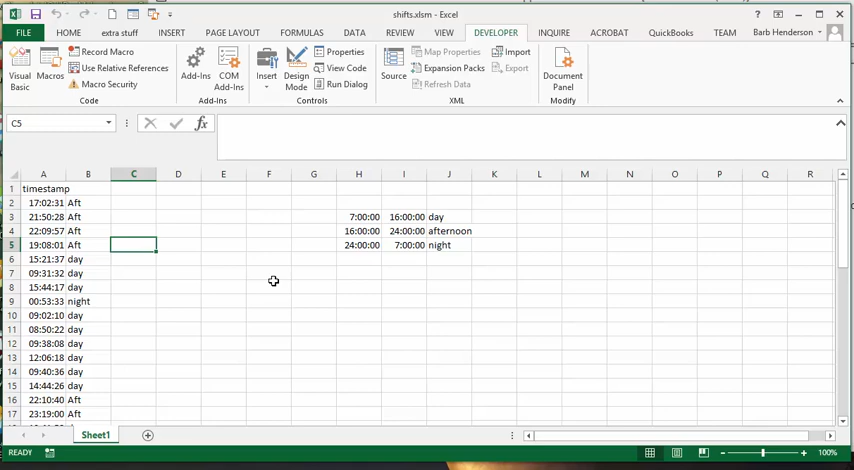 shifts.xlsm - Excel
FILE HOME extra stuff INSERT PAGE LAYOUT FORMULAS DATA REVIEW VIEW DEVELOPER INQUIRE ACROBAT QuickBooks TEAM Barb Henderson
Visual Basic
Macros
Record Macro
Use Relative References
Macro Security
Code
Add-Ins
COM Add-Ins
Add-Ins
Insert
Design Mode
Properties
View Code
Run Dialog
Controls
Source
Map Properties
Expansion Packs
Refresh Data
Import
Export
XML
Document Panel
Modify
C5
fx
A B C D E F G H I J K L M N O P Q R
1 timestamp
2 17:02:31 Aft
3 21:50:28 Aft 7:00:00 16:00:00 day
4 22:09:57 Aft 16:00:00 24:00:00 afternoon
5 19:08:01 Aft 24:00:00 7:00:00 night
6 15:21:37 day
7 09:31:32 day
8 15:44:17 day
9 00:53:33 night
10 09:02:10 day
11 08:50:22 day
12 09:38:08 day
13 12:06:18 day
14 09:40:36 day
15 14:44:26 day
16 22:10:40 Aft
17 23:19:00 Aft
Sheet1
READY 100%